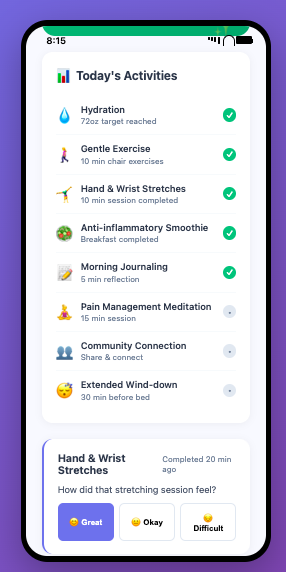 8:15
Today's Activities
Hydration
72oz target reached
Gentle Exercise
10 min chair exercises
Hand & Wrist Stretches
10 min session completed
Anti-inflammatory Smoothie
Breakfast completed
Morning Journaling
5 min reflection
Pain Management Meditation
15 min session
Community Connection
Share & connect
Extended Wind-down
30 min before bed
Hand & Wrist
Stretches
Completed 20 min
ago
How did that stretching session feel?
Great
Okay
Difficult